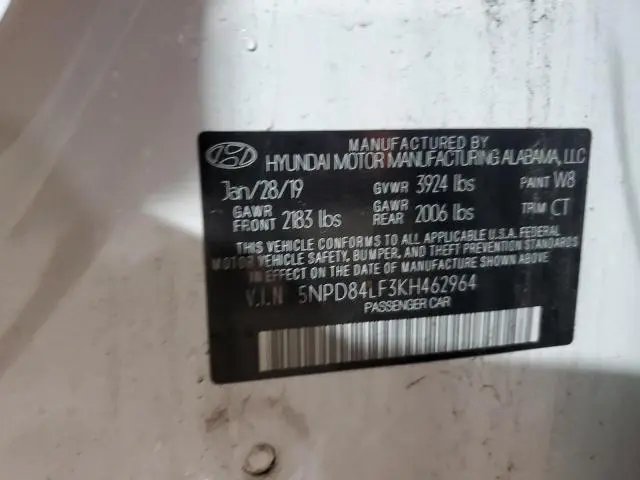 MANUFACTURED BY
HYUNDAI MOTOR MANUFACTURING ALABAMA, LLC
Jan/28/19 GVWR 3924 lbs PAINT W8
GAWR FRONT 2183 lbs GAWR REAR 2006 lbs TRIM CT
THIS VEHICLE CONFORMS TO ALL APPLICABLE U.S.A. FEDERAL
MOTOR VEHICLE SAFETY, BUMPER, AND THEFT PREVENTION
STANDARDS IN EFFECT ON THE DATE OF MANUFACTURE SHOWN ABOVE.
V.I.N 5NPD84LF3KH462964
PASSENGER CAR